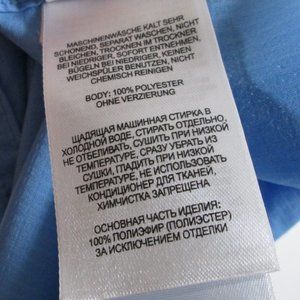 MASCHINENWÄSCHE KALT SEHR
SCHONEND, SEPARAT WASCHEN, NICHT
BLEICHEN, TROCKNEN IM TROCKNER
BEI NIEDRIGER, SOFORT ENTNEHMEN,
BÜGELN BEI NIEDRIGER, KEINEN
WEICHSPÜLER BENUTZEN, NICHT
CHEMISCH REINIGEN
BODY: 100% POLYESTER
OHNE VERZIERUNG
ЩАДЯЩАЯ МАШИННАЯ СТИРКА В
ХОЛОДНОЙ ВОДЕ, СТИРАТЬ ОТДЕЛЬНО,
НЕ ОТБЕЛИВАТЬ, СУШИТЬ ПРИ НИЗКОЙ
ТЕМПЕРАТУРЕ, СРАЗУ УБРАТЬ ИЗ
СУШКИ, ГЛАДИТЬ ПРИ НИЗКОЙ
ТЕМПЕРАТУРЕ, НЕ ИСПОЛЬЗОВАТЬ
КОНДИЦИОНЕР ДЛЯ ТКАНИ,
ХИМЧИСТКА ЗАПРЕЩЕНА
ОСНОВНАЯ ЧАСТЬ ИЗДЕЛИЯ:
100% ПОЛИЭФИР (ПОЛИЭСТЕР)
ЗА ИСКЛЮЧЕНИЕМ ОТДЕЛКИ